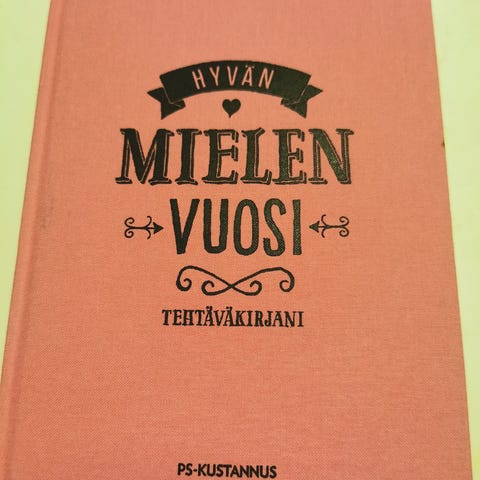 HYVÄN
MIELEN
VUOSI
TEHTÄVÄKIRJANI
PS-KUSTANNUS